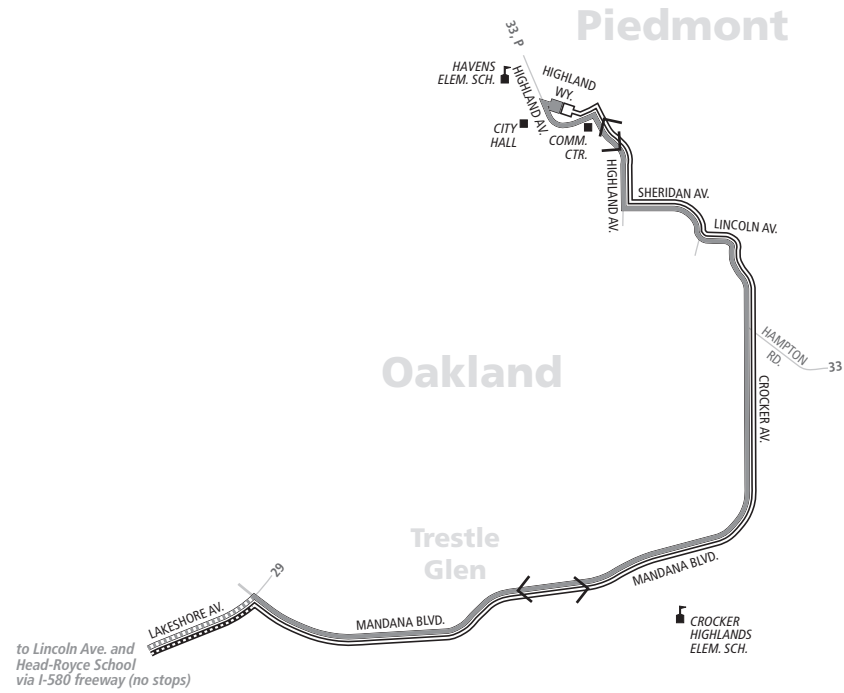 Piedmont
33, P
HAVENS
ELEM. SCH.
HIGHLAND AV.
HIGHLAND
WY.
CITY
HALL
COMM.
CTR.
HIGHLAND AV.
SHERIDAN AV.
LINCOLN AV.
HAMPTON
RD.
33
Oakland
CROCKER AV.
Trestle
Glen
MANDANA BLVD.
29
LAKESHORE AV.
MANDANA BLVD.
CROCKER
HIGHLANDS
ELEM. SCH.
to Lincoln Ave. and
Head-Royce School
via I-580 freeway (no stops)